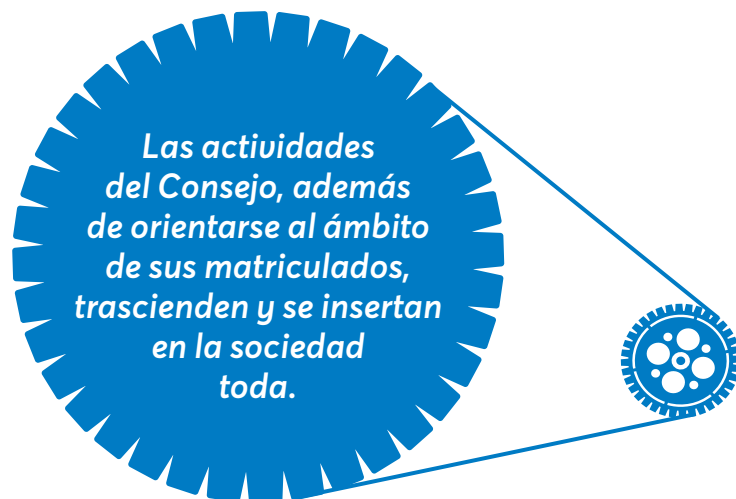 Las actividades
del Consejo, además
de orientarse al ámbito
de sus matriculados,
trascienden y se insertan
en la sociedad
toda.